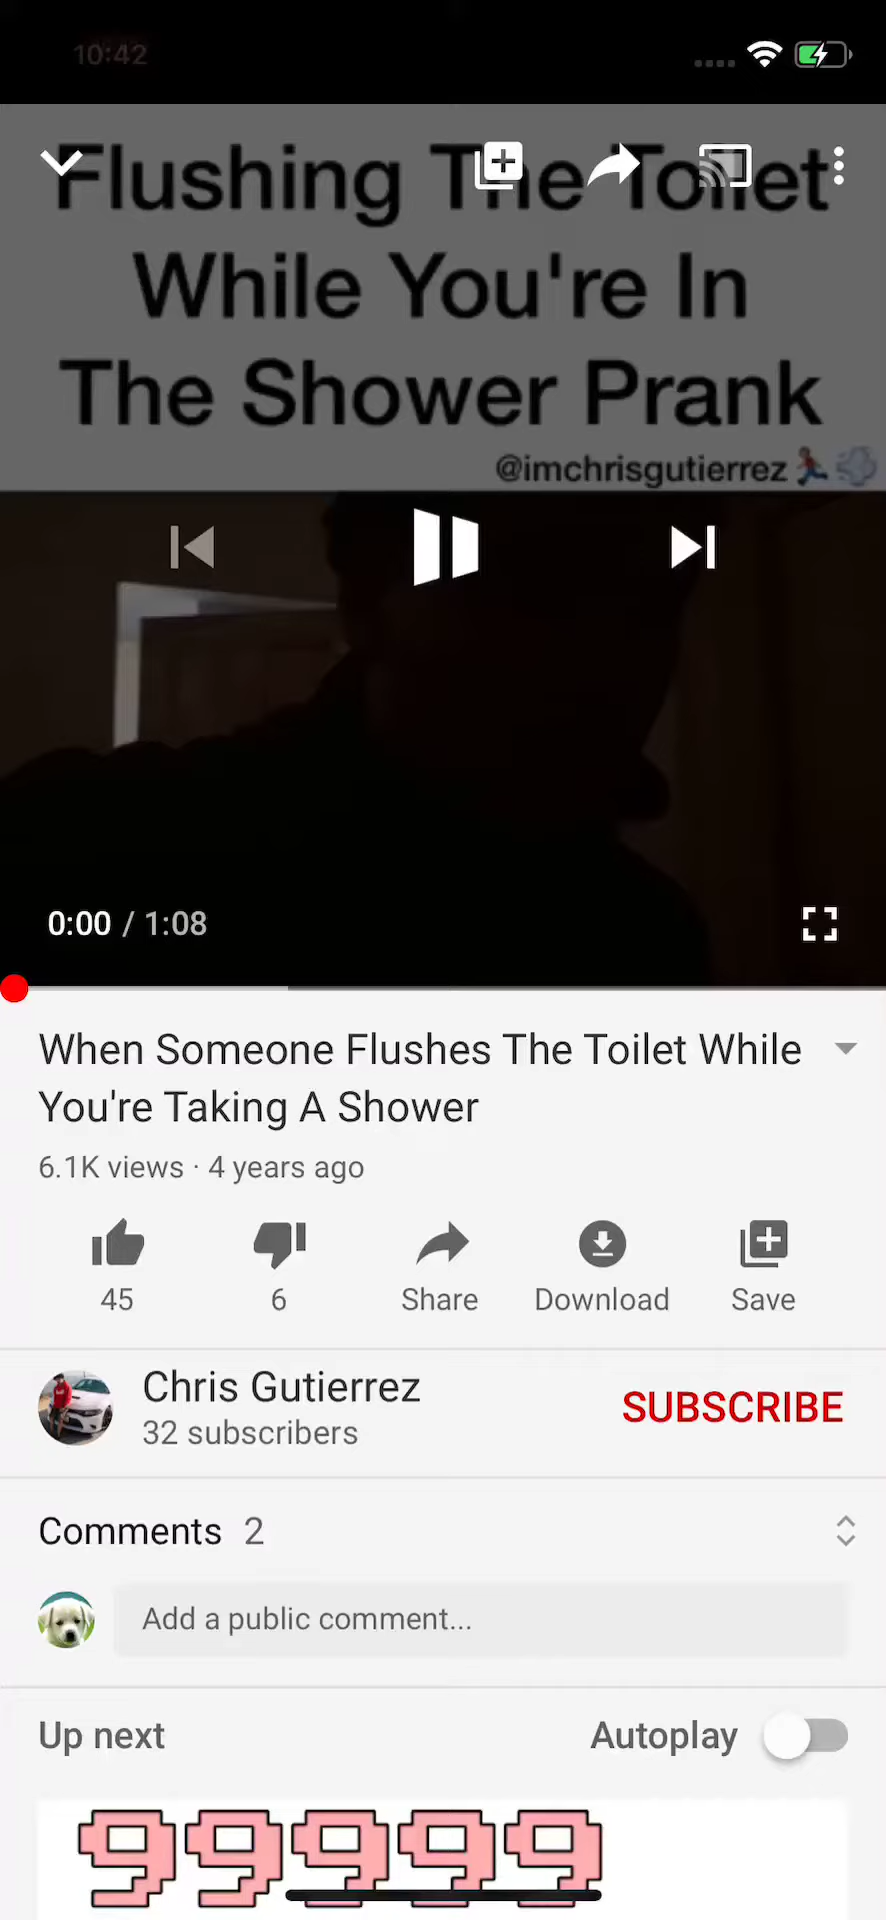 10:42
Flushing The Toilet
While You're In
The Shower Prank
@imchrisgutierrez
0:00 / 1:08
When Someone Flushes The Toilet While
You're Taking A Shower
6.1K views · 4 years ago
45
6
Share
Download
Save
Chris Gutierrez
32 subscribers
SUBSCRIBE
Comments 2
Add a public comment...
Up next
Autoplay
99999